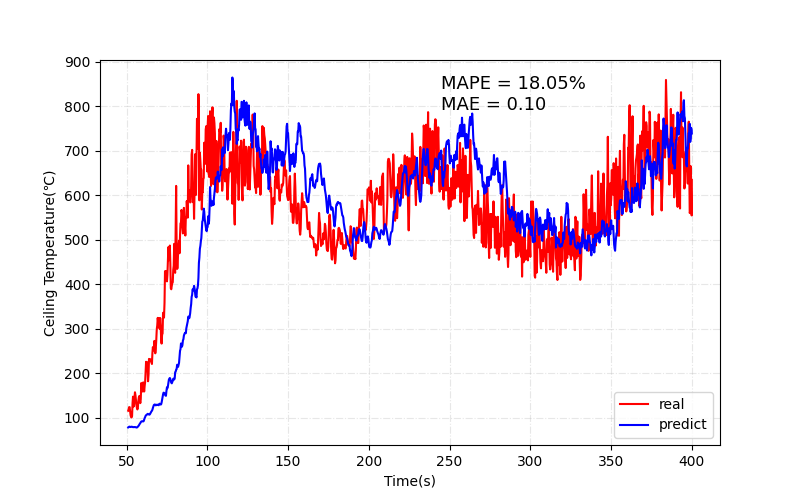 MAPE = 18.05%
MAE = 0.10
Ceiling Temperature(℃)
900
800
700
600
500
400
300
200
100
real
predict
50 100 150 200 250 300 350 400
Time(s)